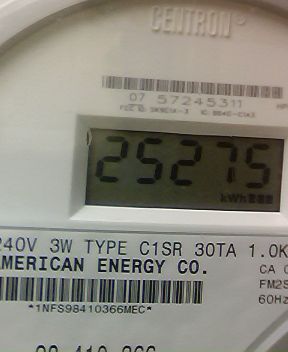 CENTRON®
07 57245311
25275
kWh
240V 3W TYPE C1SR 30TA 1.0K
AMERICAN ENERGY CO.
CA 0
FM2S
*1NFS98410366MEC*
60Hz